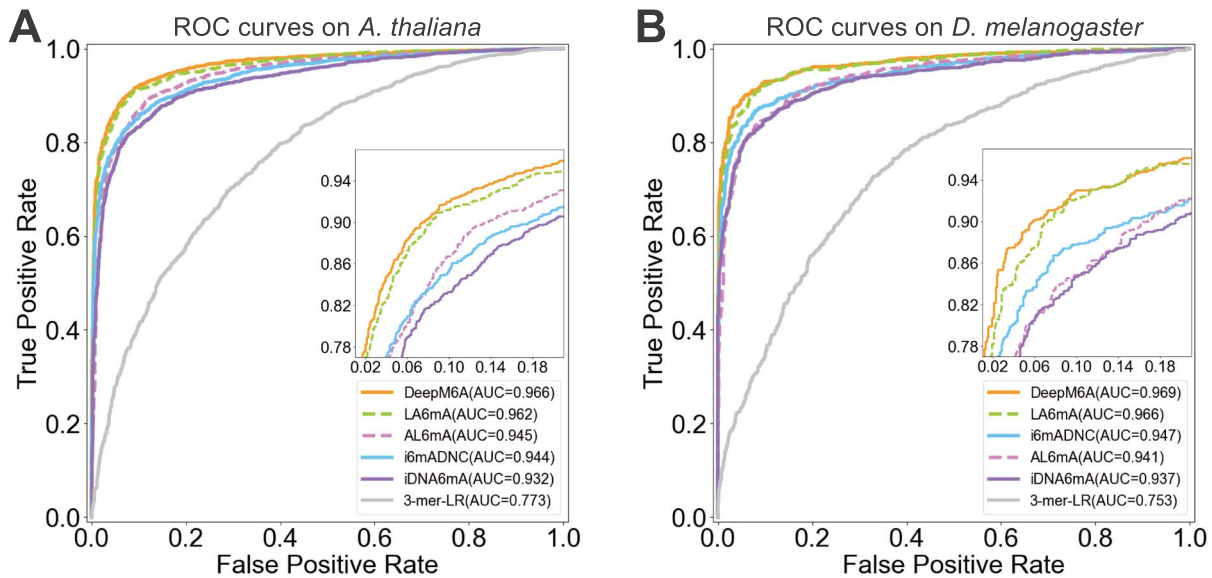 A
ROC curves on A. thaliana
True Positive Rate
1.0
0.8
0.6
0.4
0.2
0.0
0.94
0.90
0.86
0.82
0.78
0.02 0.06 0.10 0.14 0.18
DeepM6A(AUC=0.966)
LA6mA(AUC=0.962)
AL6mA(AUC=0.945)
i6mADNC(AUC=0.944)
iDNA6mA(AUC=0.932)
3-mer-LR(AUC=0.773)
0.0 0.2 0.4 0.6 0.8 1.0
False Positive Rate
B
ROC curves on D. melanogaster
True Positive Rate
1.0
0.8
0.6
0.4
0.2
0.0
0.94
0.90
0.86
0.82
0.78
0.02 0.06 0.10 0.14 0.18
DeepM6A(AUC=0.969)
LA6mA(AUC=0.966)
i6mADNC(AUC=0.947)
AL6mA(AUC=0.941)
iDNA6mA(AUC=0.937)
3-mer-LR(AUC=0.753)
0.0 0.2 0.4 0.6 0.8 1.0
False Positive Rate